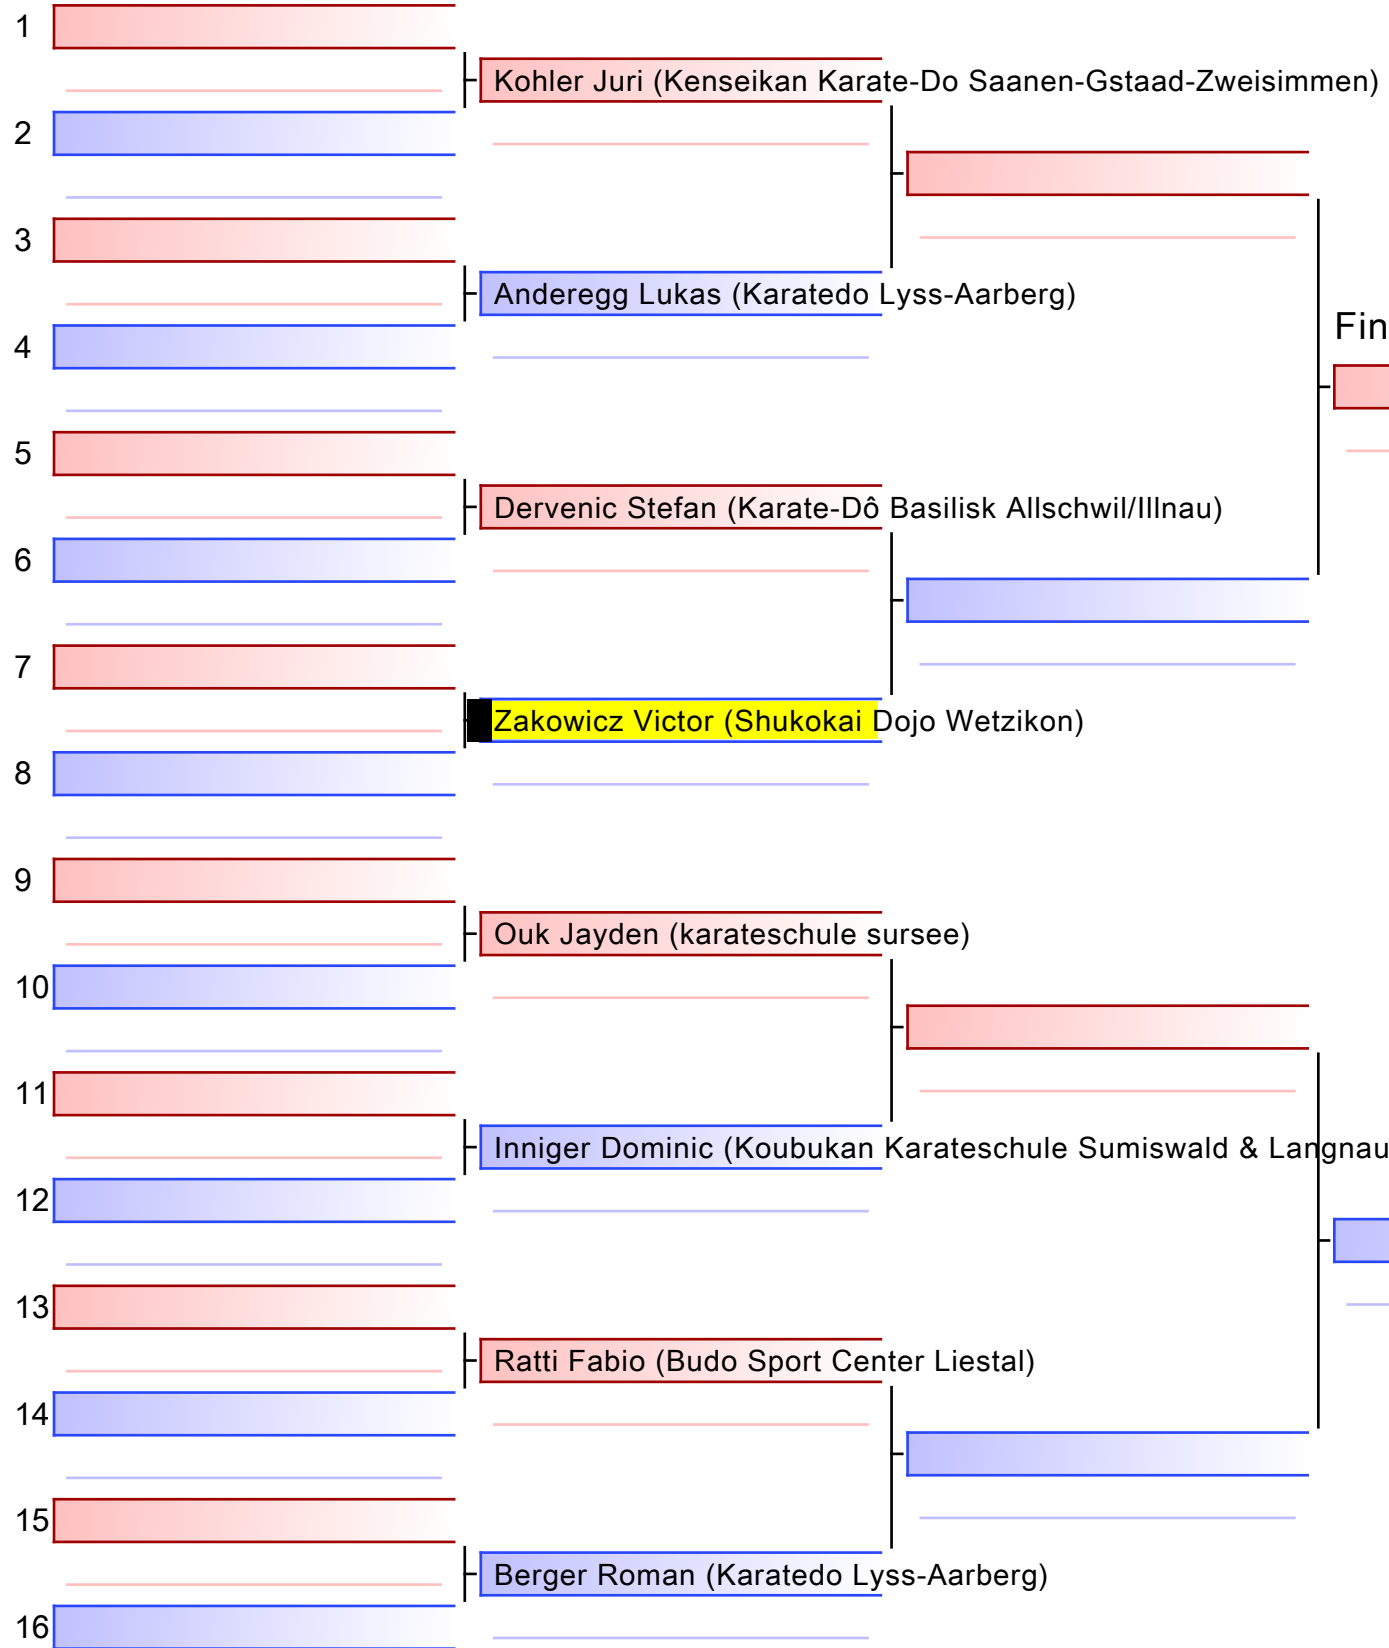 1
Kohler Juri (Kenseikan Karate-Do Saanen-Gstaad-Zweisimmen)
2
3
Anderegg Lukas (Karatedo Lyss-Aarberg)
4
Fin
5
Dervenic Stefan (Karate-Dô Basilisk Allschwil/Illnau)
6
7
Zakowicz Victor (Shukokai Dojo Wetzikon)
8
9
Ouk Jayden (karateschule sursee)
10
11
Inniger Dominic (Koubukan Karateschule Sumiswald & Langnau
12
13
Ratti Fabio (Budo Sport Center Liestal)
14
15
Berger Roman (Karatedo Lyss-Aarberg)
16